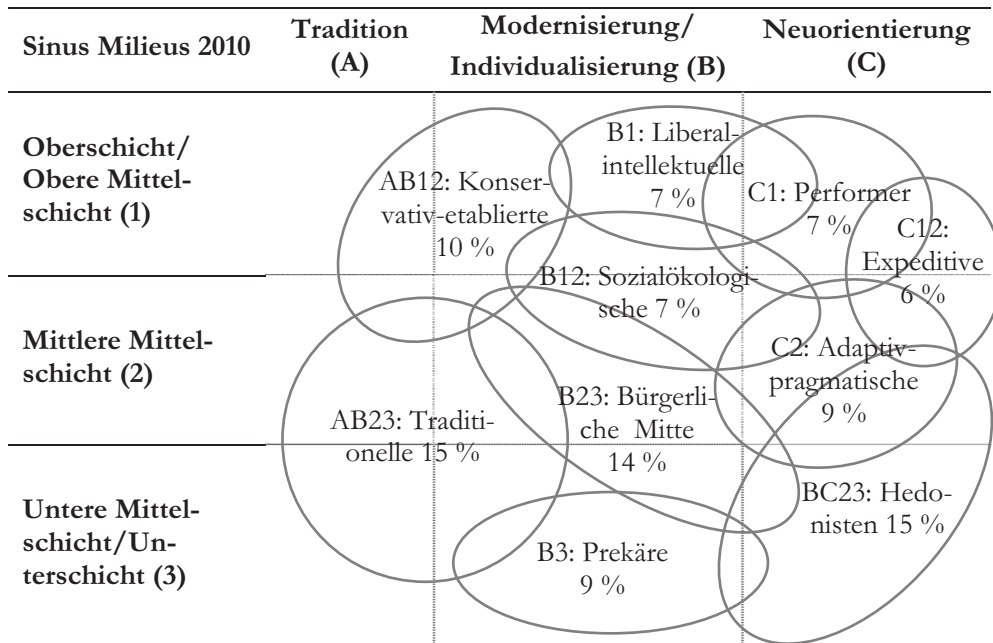 Sinus Milieus 2010
Tradition
(A)
Modernisierung/
Individualisierung (B)
Neuorientierung
(C)
Oberschicht/
Obere Mittel-
schicht (1)
AB12: Konser-
vativ-etablierte
10 %
B1: Liberal-
intellektuelle
7 %
C1: Performer
7 %
C12:
Expeditive
6 %
B12: Sozialökologi-
sche 7 %
Mittlere Mittel-
schicht (2)
AB23: Traditi-
onelle 15 %
B23: Bürgerli-
che Mitte
14 %
C2: Adaptiv-
pragmatische
9 %
Untere Mittel-
schicht/Un-
terschicht (3)
B3: Prekäre
9 %
BC23: Hedo-
nisten 15 %